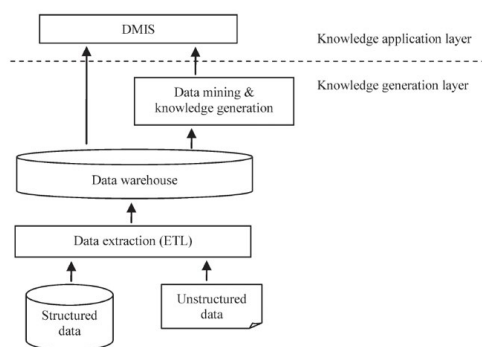 DMIS
Knowledge application layer
Knowledge generation layer
Data mining &
knowledge generation
Data warehouse
Data extraction (ETL)
Structured
data
Unstructured
data